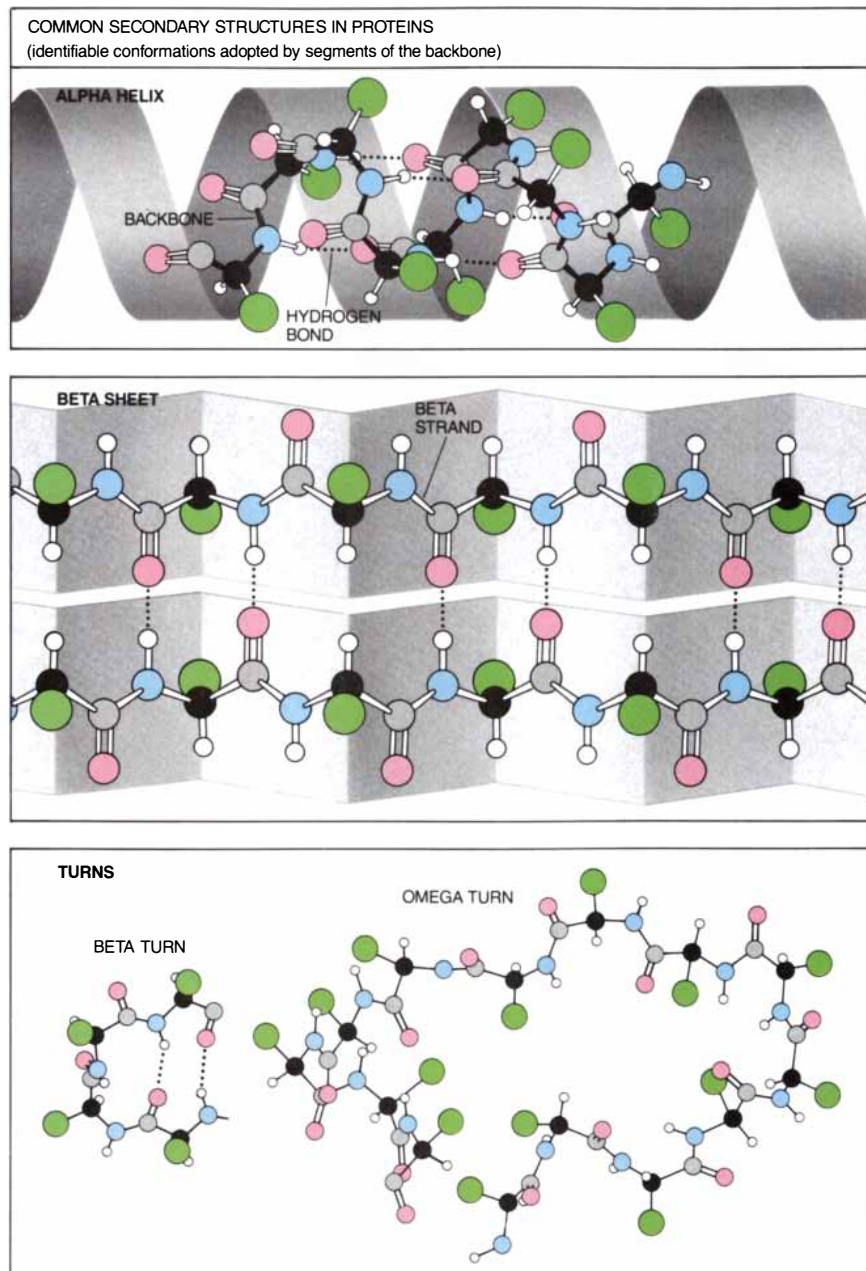 COMMON SECONDARY STRUCTURES IN PROTEINS
(identifiable conformations adopted by segments of the backbone)
ALPHA HELIX
BACKBONE
HYDROGEN
BOND
BETA SHEET
BETA
STRAND
TURNS
OMEGA TURN
BETA TURN